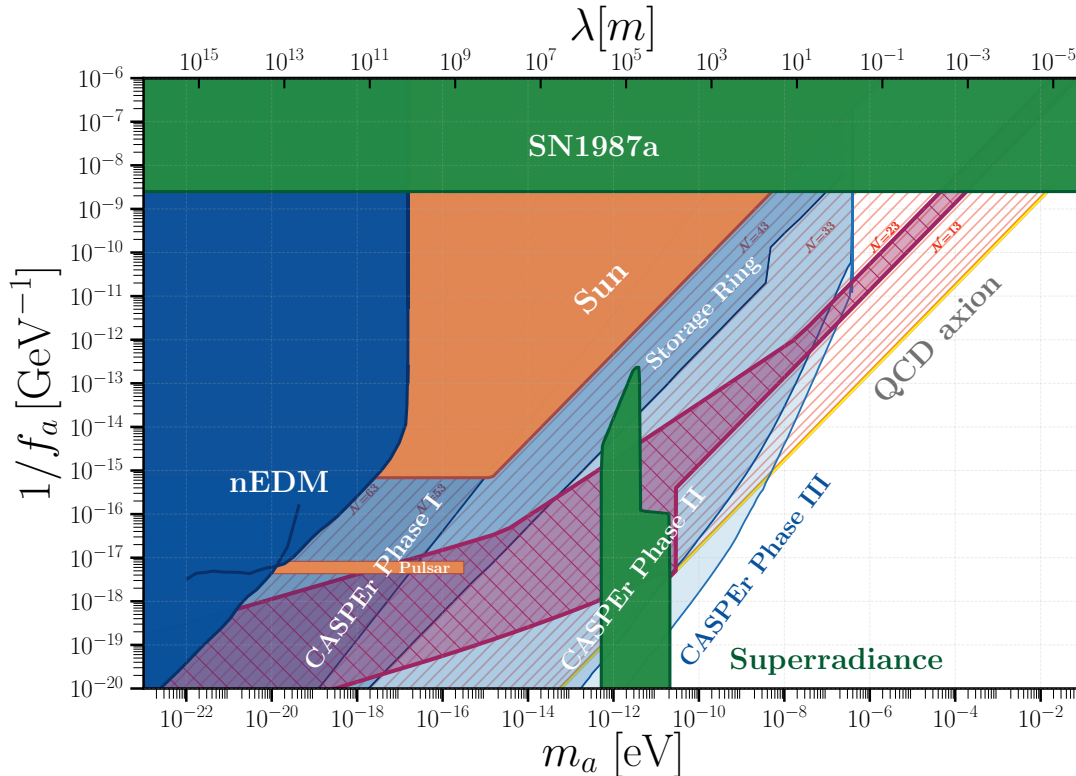 λ[m]
10^15 10^13 10^11 10^9 10^7 10^5 10^3 10^1 10^-1 10^-3 10^-5
10^-6
10^-7
10^-8
10^-9
10^-10
10^-11
10^-12
10^-13
10^-14
10^-15
10^-16
10^-17
10^-18
10^-19
10^-20
1/f_a [GeV^-1]
SN1987a
N=43
N=33
N=23
N=13
Sun
Storage Ring
QCD axion
nEDM
N=63
N=53
Pulsar
CASPEr Phase I
CASPEr Phase II
CASPEr Phase III
Superradiance
10^-22 10^-20 10^-18 10^-16 10^-14 10^-12 10^-10 10^-8 10^-6 10^-4 10^-2
m_a [eV]